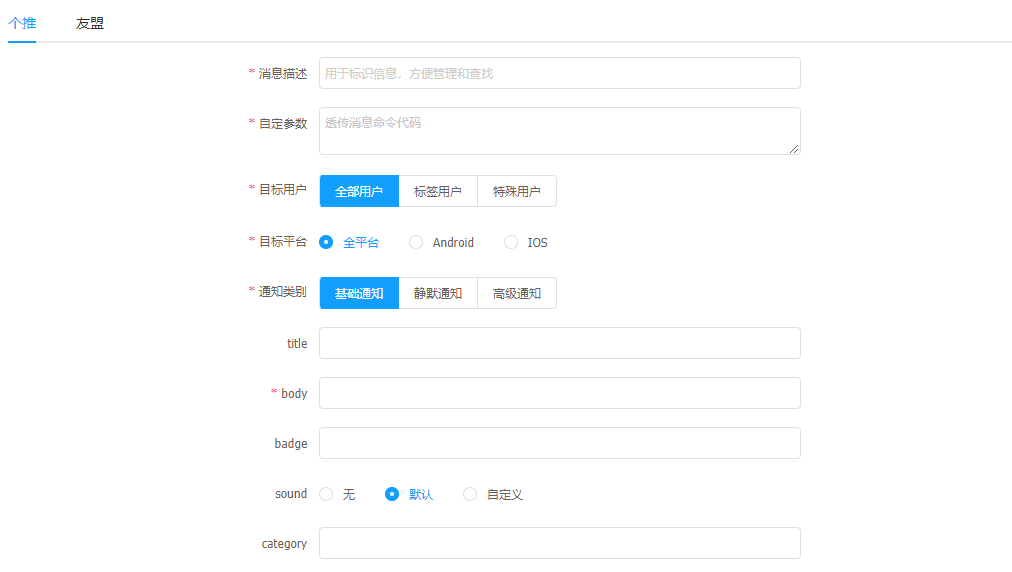 个推 友盟
* 消息描述 用于标识信息，方便管理和查找
* 自定参数 透传消息命令代码
* 目标用户 全部用户 标签用户 特殊用户
* 目标平台 全平台 Android IOS
* 通知类别 基础通知 静默通知 高级通知
title
* body
badge
sound 无 默认 自定义
category